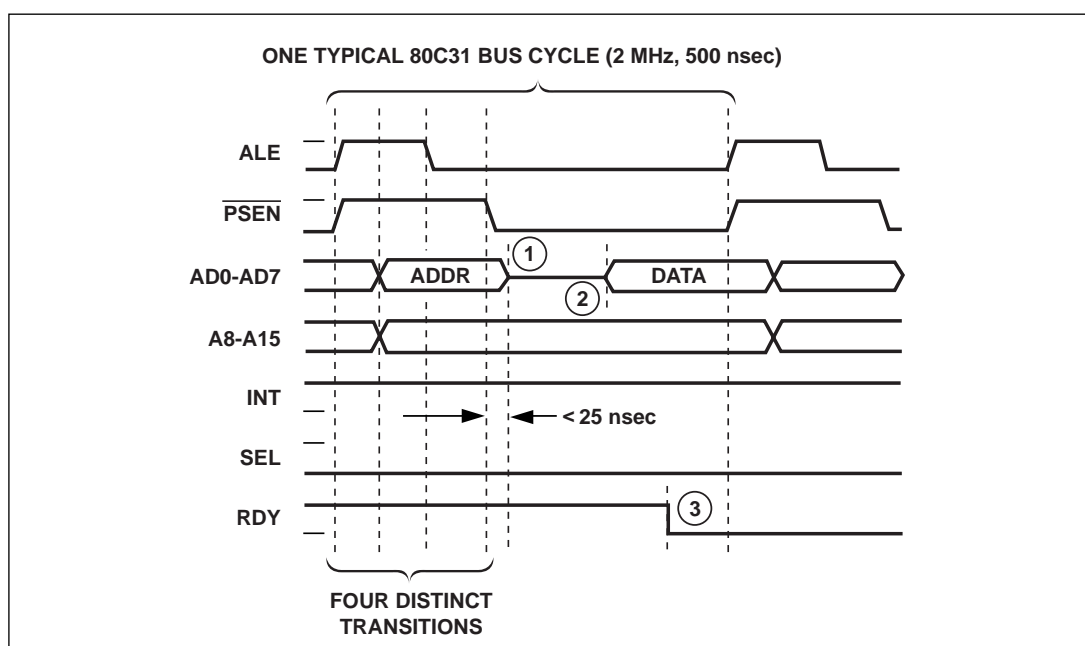 ONE TYPICAL 80C31 BUS CYCLE (2 MHz, 500 nsec)
ALE
PSEN
1
AD0-AD7
ADDR
DATA
2
A8-A15
INT
< 25 nsec
SEL
RDY
3
FOUR DISTINCT
TRANSITIONS